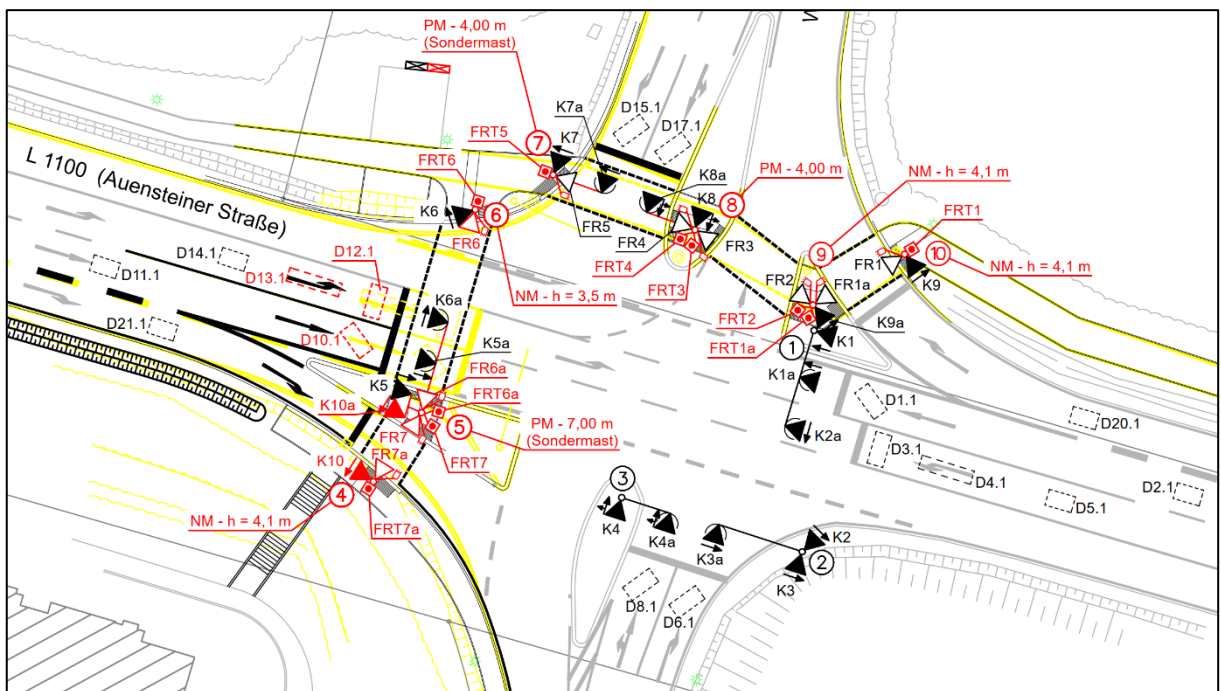 PM - 4,00 m
(Sondermast)
K7a
D15.1
D17.1
7
K7
FRT5
FRT6
K8a
K8
8
PM - 4,00 m
NM - h = 4,1 m
FRT1
L 1100 (Auensteiner Straße)
K6
6
FR6
FR5
FR4
FR3
9
10
FR1
FR2
FR1a
NM - h = 4,1 m
K9
D14.1
D11.1
D13.1
D12.1
FRT4
FRT3
NM - h = 3,5 m
FRT2
K9a
D21.1
D10.1
K6a
FRT1a
1
K1
K5a
K1a
K5
FR6a
D1.1
D20.1
K10a
FRT6a
5
PM - 7,00 m
(Sondermast)
K2a
D3.1
D4.1
FR7
FR7a
FRT7
D5.1
D2.1
K10
4
3
NM - h = 4,1 m
FRT7a
K4
K4a
K3a
K2
2
K3
D8.1
D6.1